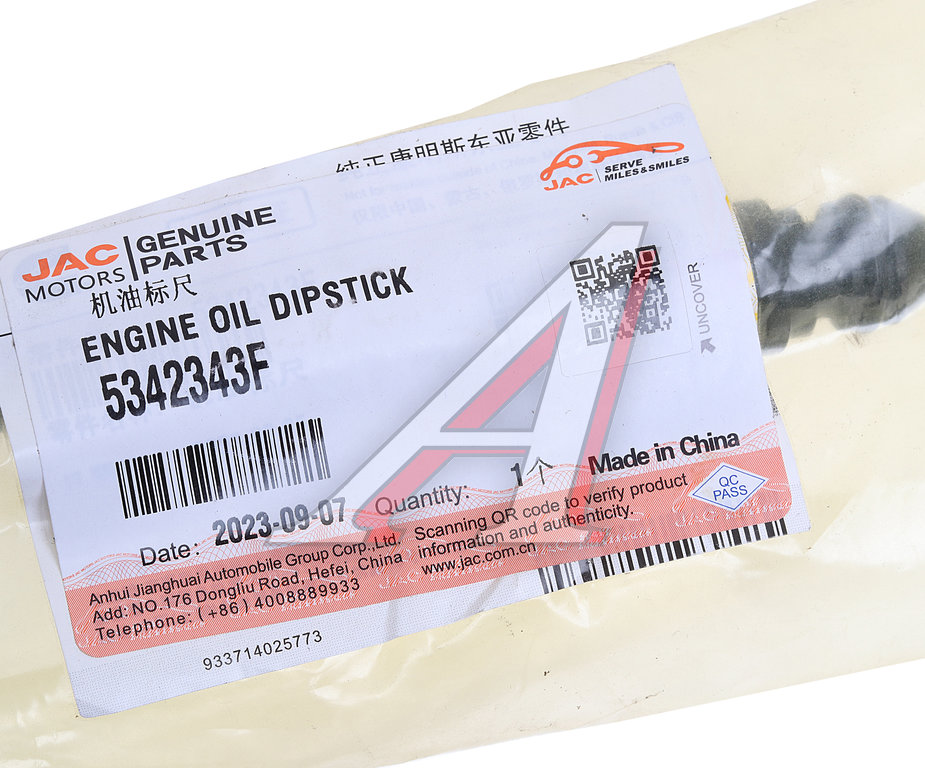 纯正康明斯东亚零件
JAC MOTORS GENUINE PARTS
JAC SERVE MILES & SMILES
机油标尺
ENGINE OIL DIPSTICK
5342343F
UNCOVER
Date: 2023-09-07 Quantity: 1个 Made in China
QC PASS
Anhui Jianghuai Automobile Group Corp.,Ltd.
Add: NO.176 Dongliu Road, Hefei, China
Telephone: (+86) 4008889933
Scanning QR code to verify product
information and authenticity.
www.jac.com.cn
933714025773